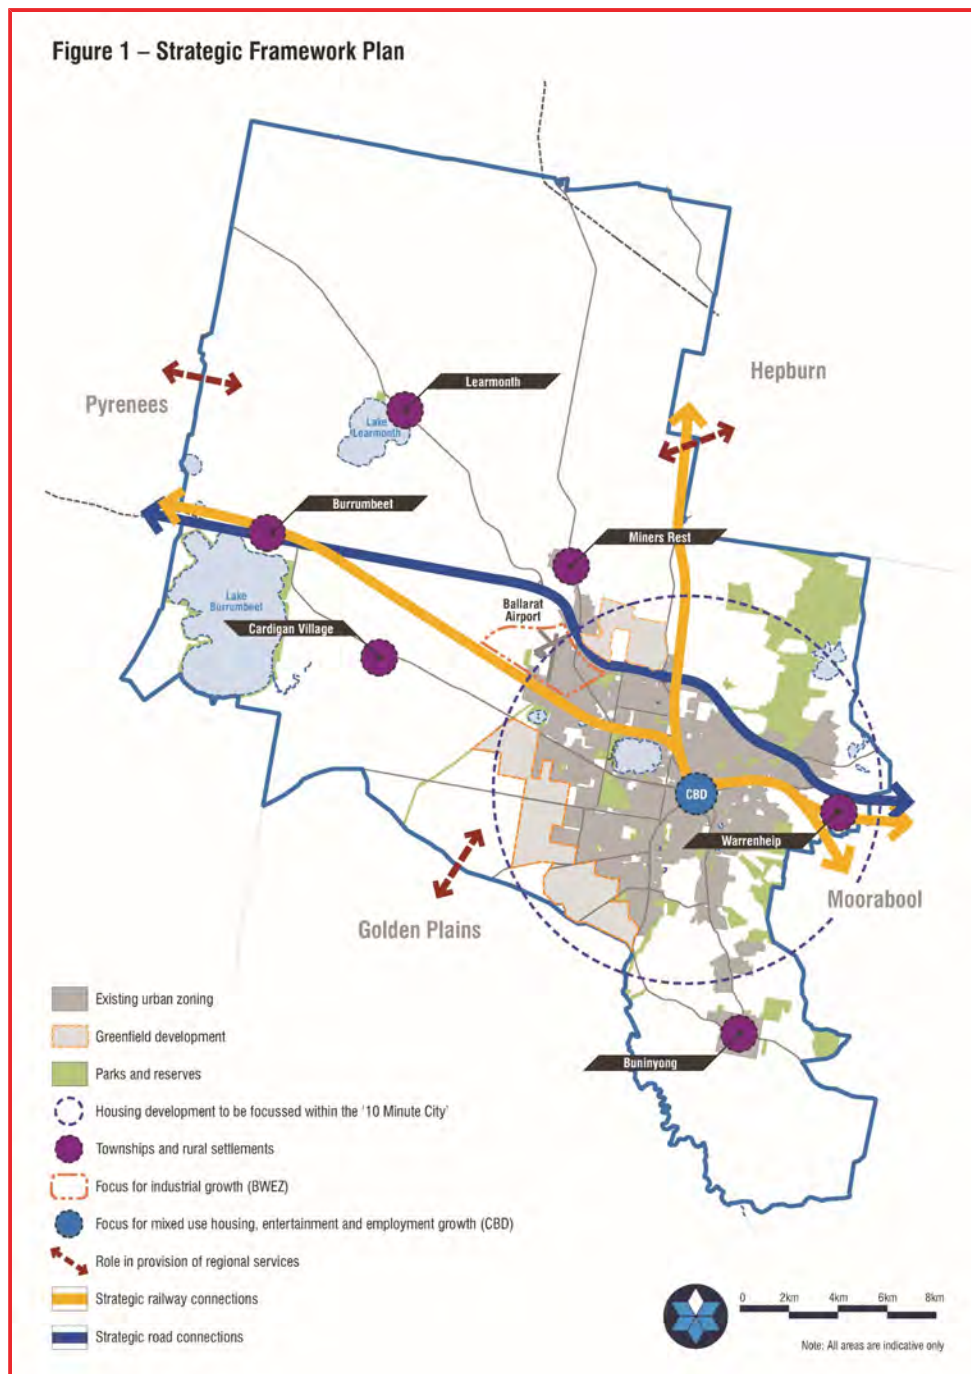 Figure 1 – Strategic Framework Plan
Hepburn
Learmonth
Pyrenees
Lake
Learmonth
Burrumbeet
Miners Rest
Lake
Burrumbeet
Ballarat
Airport
Cardigan Village
CBD
Warrenheip
Moorabool
Golden Plains
Existing urban zoning
Greenfield development
Buninyong
Parks and reserves
Housing development to be focussed within the '10 Minute City'
Townships and rural settlements
Focus for industrial growth (BWEZ)
Focus for mixed use housing, entertainment and employment growth (CBD)
Role in provision of regional services
Strategic railway connections
Strategic road connections
0 2km 4km 6km 8km
Note: All areas are indicative only